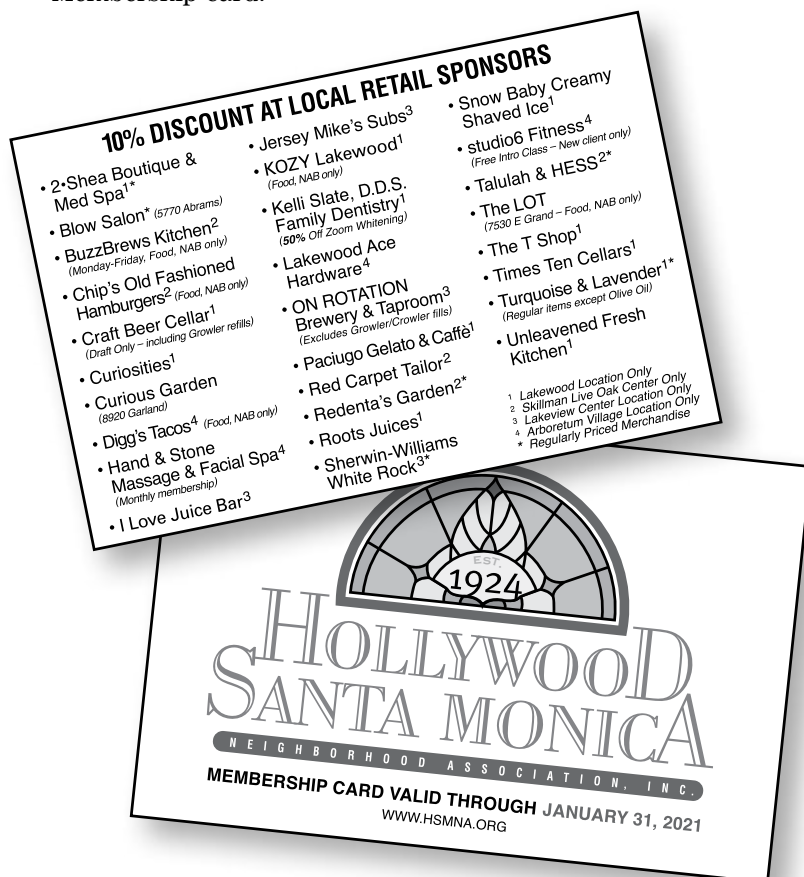 Membership card.
10% DISCOUNT AT LOCAL RETAIL SPONSORS
• 2•Shea Boutique &
Med Spa1*
• Blow Salon* (5770 Abrams)
• BuzzBrews Kitchen2
(Monday-Friday, Food, NAB only)
• Chip's Old Fashioned
Hamburgers2 (Food, NAB only)
• Craft Beer Cellar1
(Draft Only – including Growler refills)
• Curiosities1
• Curious Garden
(8920 Garland)
• Digg's Tacos4 (Food, NAB only)
• Hand & Stone
Massage & Facial Spa4
(Monthly membership)
• I Love Juice Bar3
• Jersey Mike's Subs3
• KOZY Lakewood1
(Food, NAB only)
• Kelli Slate, D.D.S.
Family Dentistry1
(50% Off Zoom Whitening)
• Lakewood Ace
Hardware4
• ON ROTATION
Brewery & Taproom3
(Excludes Growler/Crowler fills)
• Paciugo Gelato & Caffè1
• Red Carpet Tailor2
• Redenta's Garden2*
• Roots Juices1
• Sherwin-Williams
White Rock3*
• Snow Baby Creamy
Shaved Ice1
• studio6 Fitness4
(Free Intro Class – New client only)
• Talulah & HESS2*
• The LOT
(7530 E Grand – Food, NAB only)
• The T Shop1
• Times Ten Cellars1
• Turquoise & Lavender1*
(Regular items except Olive Oil)
• Unleavened Fresh
Kitchen1
1 Lakewood Location Only
2 Skillman Live Oak Center Only
3 Lakeview Center Location Only
4 Arboretum Village Location Only
* Regularly Priced Merchandise
EST.
1924
HOLLYWOOD
SANTA MONICA
NEIGHBORHOOD ASSOCIATION, INC.
MEMBERSHIP CARD VALID THROUGH JANUARY 31, 2021
WWW.HSMNA.ORG